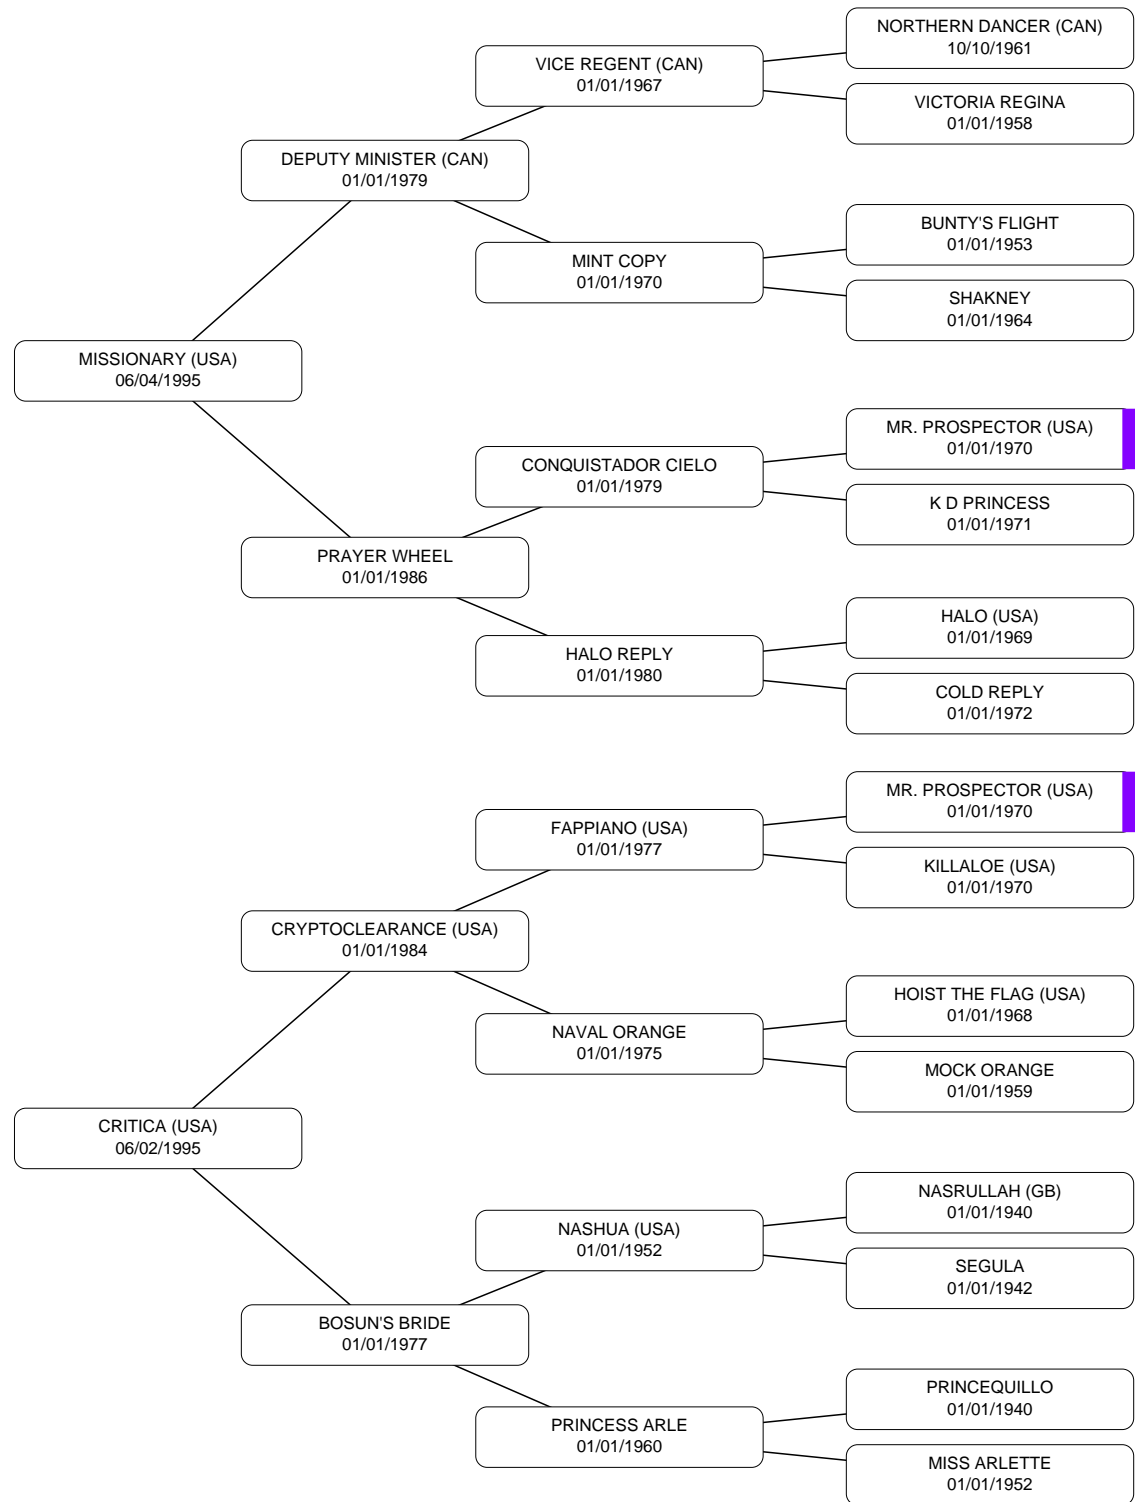 NORTHERN DANCER (CAN)
10/10/1961
VICE REGENT (CAN)
01/01/1967
VICTORIA REGINA
01/01/1958
DEPUTY MINISTER (CAN)
01/01/1979
BUNTY'S FLIGHT
01/01/1953
MINT COPY
01/01/1970
SHAKNEY
01/01/1964
MISSIONARY (USA)
06/04/1995
MR. PROSPECTOR (USA)
01/01/1970
CONQUISTADOR CIELO
01/01/1979
K D PRINCESS
01/01/1971
PRAYER WHEEL
01/01/1986
HALO (USA)
01/01/1969
HALO REPLY
01/01/1980
COLD REPLY
01/01/1972
MR. PROSPECTOR (USA)
01/01/1970
FAPPIANO (USA)
01/01/1977
KILLALOE (USA)
01/01/1970
CRYPTOCLEARANCE (USA)
01/01/1984
HOIST THE FLAG (USA)
01/01/1968
NAVAL ORANGE
01/01/1975
MOCK ORANGE
01/01/1959
CRITICA (USA)
06/02/1995
NASRULLAH (GB)
01/01/1940
NASHUA (USA)
01/01/1952
SEGULA
01/01/1942
BOSUN'S BRIDE
01/01/1977
PRINCEQUILLO
01/01/1940
PRINCESS ARLE
01/01/1960
MISS ARLETTE
01/01/1952